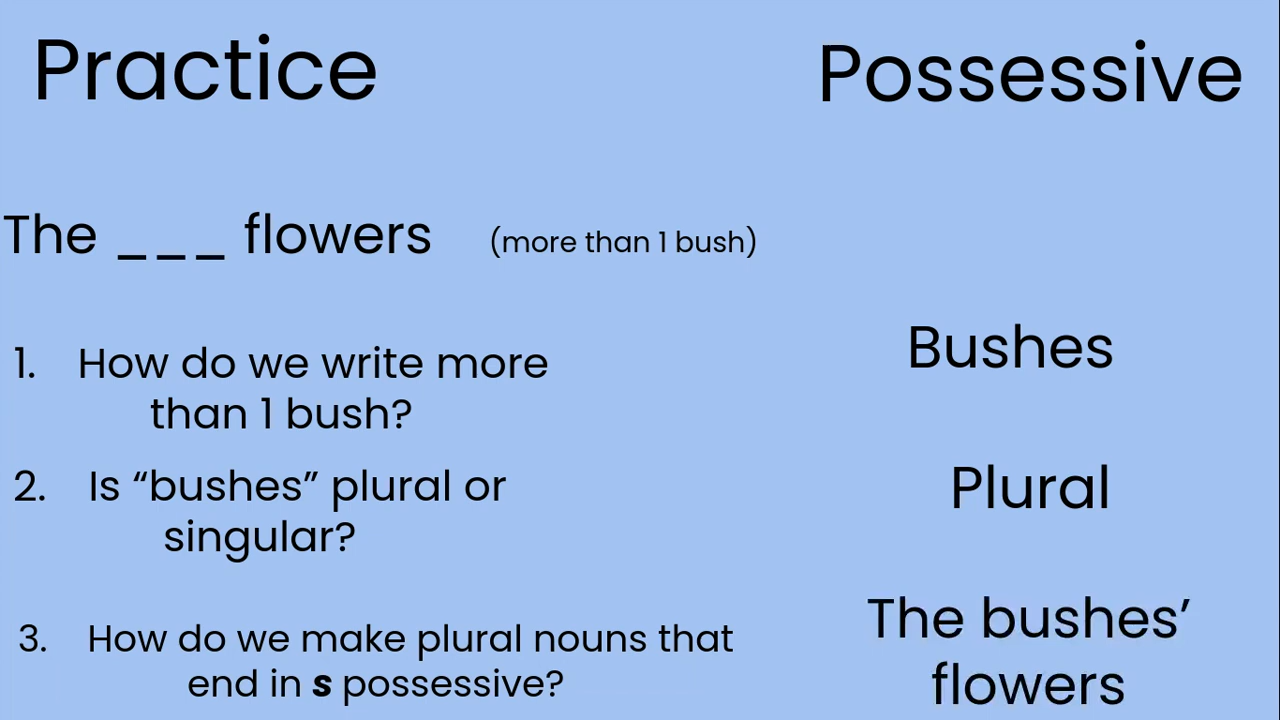 Practice
Possessive
The _ _ _ flowers (more than 1 bush)
1. How do we write more
than 1 bush?
Bushes
2. Is “bushes” plural or
singular?
Plural
3. How do we make plural nouns that
end in s possessive?
The bushes’
flowers